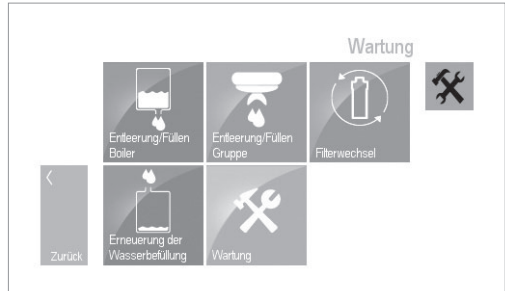 Wartung
Entleerung/Füllen
Boiler
Entleerung/Füllen
Gruppe
Filterwechsel
Zurück
Erneuerung der
Wasserbefüllung
Wartung